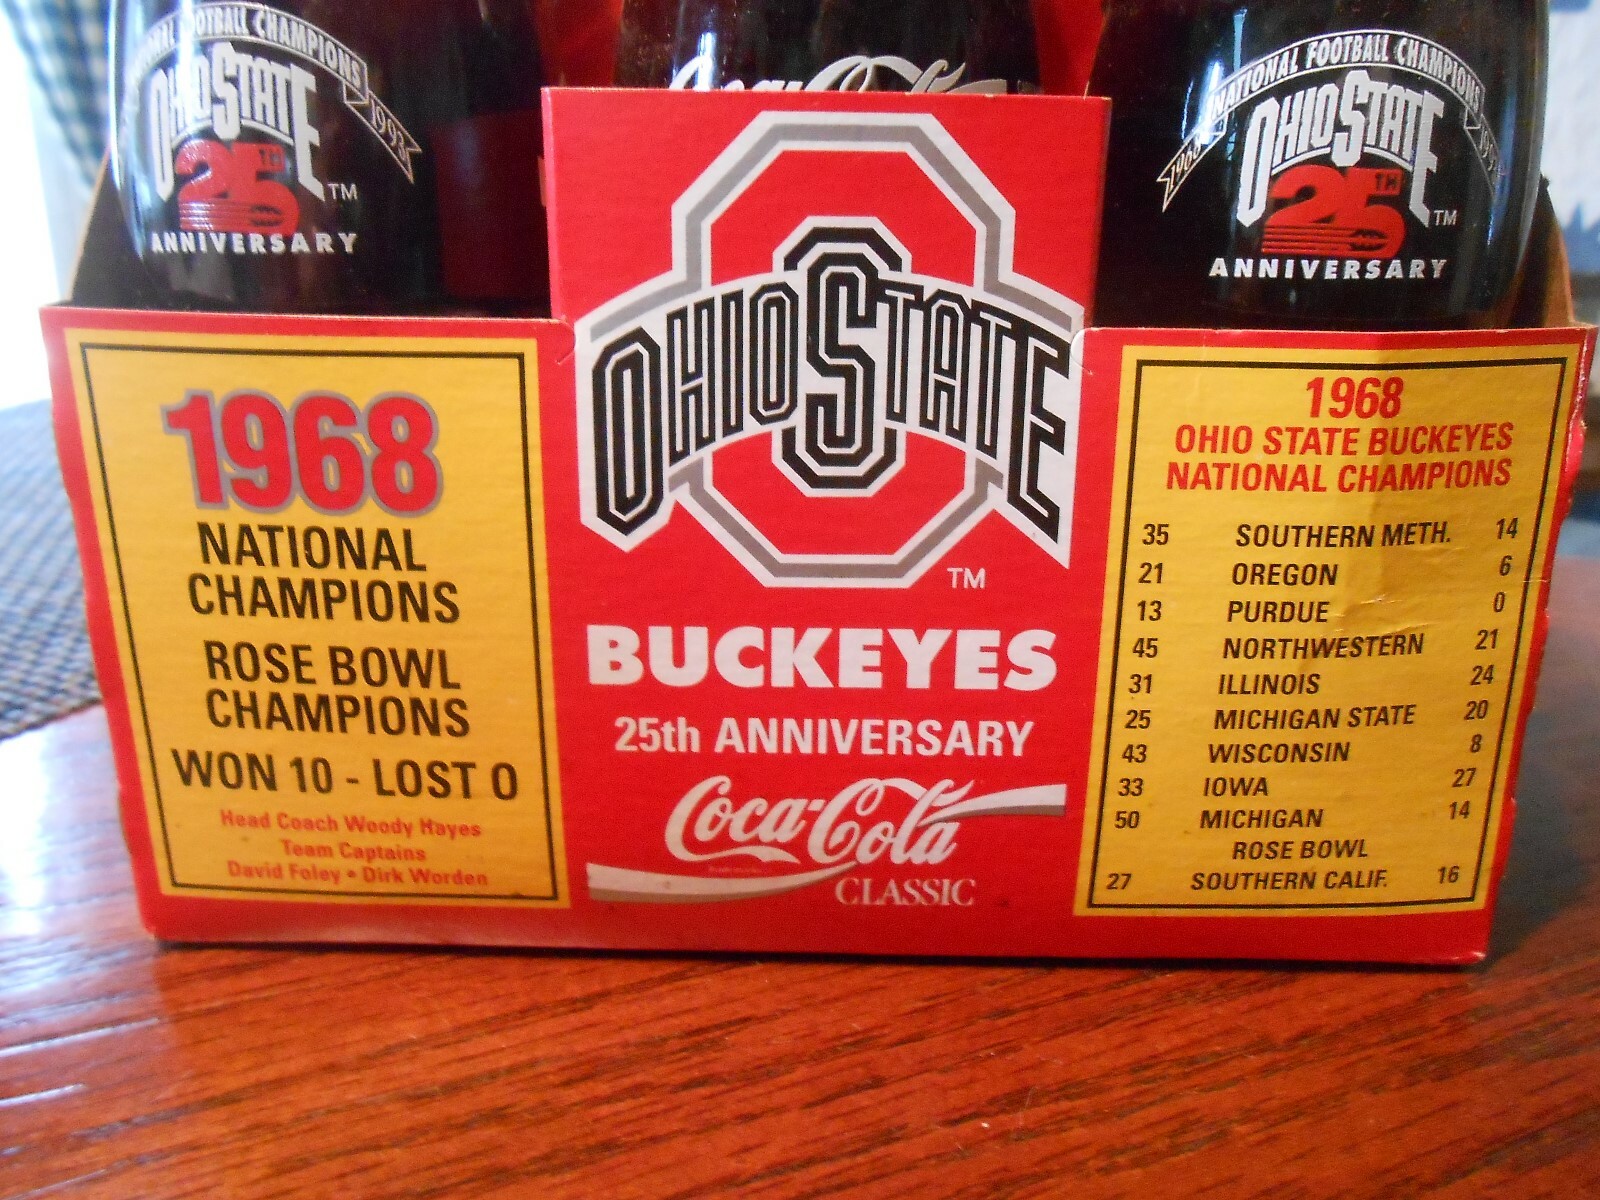 NATIONAL FOOTBALL CHAMPIONS
1993
OHIO STATE
25TH
TM
ANNIVERSARY
Coca-Cola
1968 NATIONAL FOOTBALL CHAMPIONS
OHIO STATE
25TH
TM
ANNIVERSARY
1968
NATIONAL
CHAMPIONS
ROSE BOWL
CHAMPIONS
WON 10 - LOST 0
Head Coach Woody Hayes
Team Captains
David Foley • Dirk Worden
OHIO STATE
TM
BUCKEYES
25th ANNIVERSARY
Coca-Cola
CLASSIC
1968
OHIO STATE BUCKEYES
NATIONAL CHAMPIONS
35 SOUTHERN METH. 14
21 OREGON 6
13 PURDUE 0
45 NORTHWESTERN 21
31 ILLINOIS 24
25 MICHIGAN STATE 20
43 WISCONSIN 8
33 IOWA 27
50 MICHIGAN 14
ROSE BOWL
27 SOUTHERN CALIF. 16